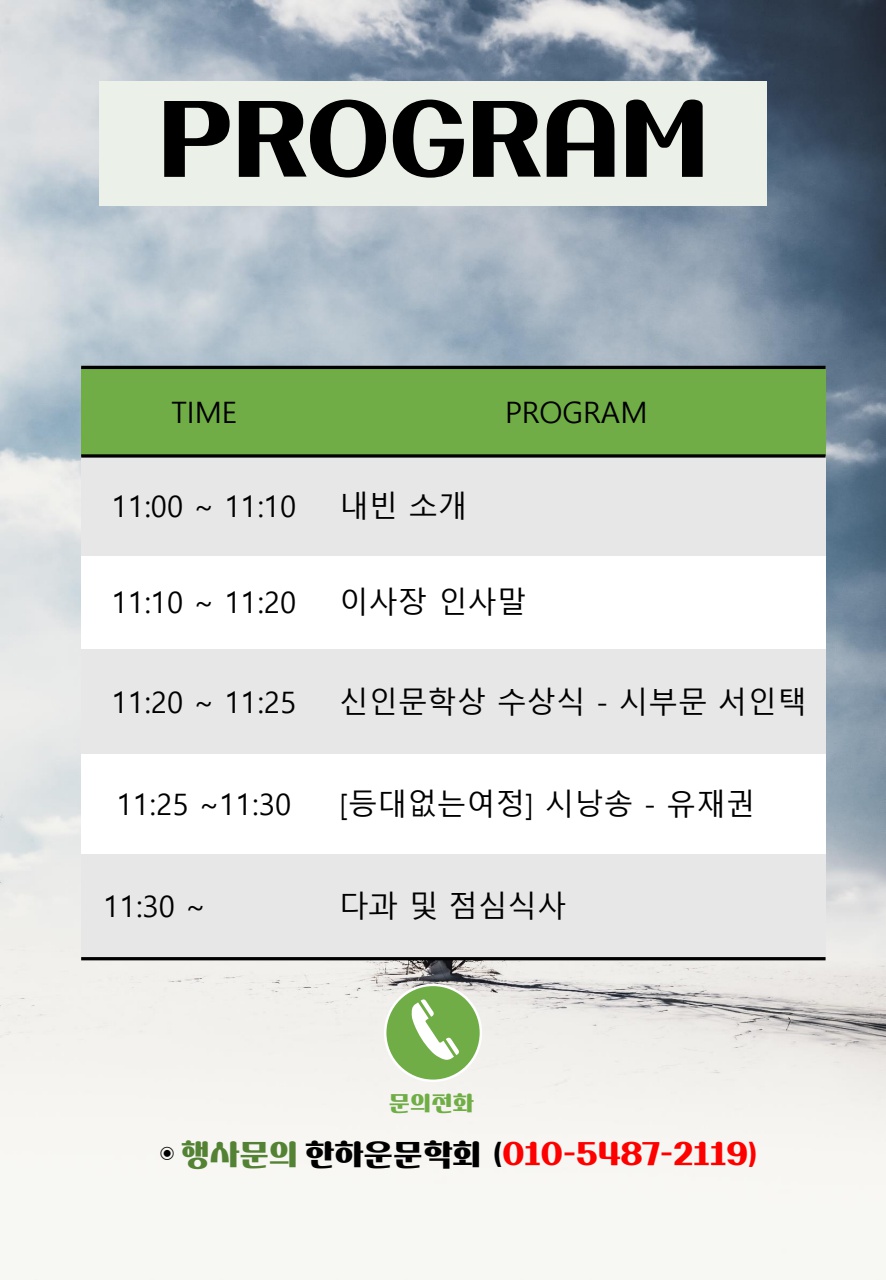 PROGRAM
TIME PROGRAM
11:00 ~ 11:10 내빈 소개
11:10 ~ 11:20 이사장 인사말
11:20 ~ 11:25 신인문학상 수상식 - 시부문 서인택
11:25 ~11:30 [등대없는여정] 시낭송 - 유재권
11:30 ~ 다과 및 점심식사
문의전화
◉ 행사문의 한하운문학회 (010-5487-2119)